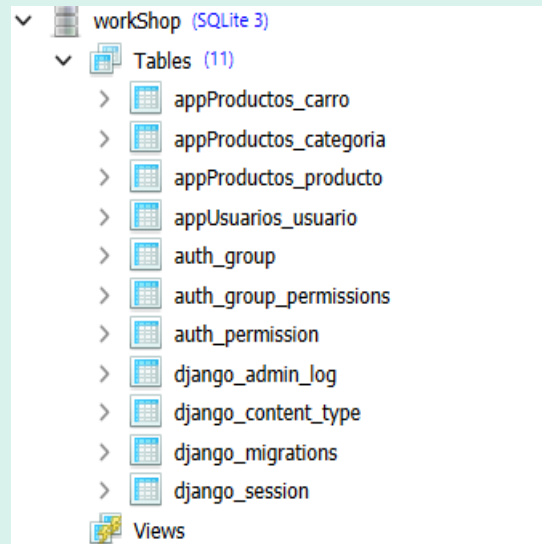 workShop (SQLite 3)
Tables (11)
appProductos_carro
appProductos_categoria
appProductos_producto
appUsuarios_usuario
auth_group
auth_group_permissions
auth_permission
django_admin_log
django_content_type
django_migrations
django_session
Views